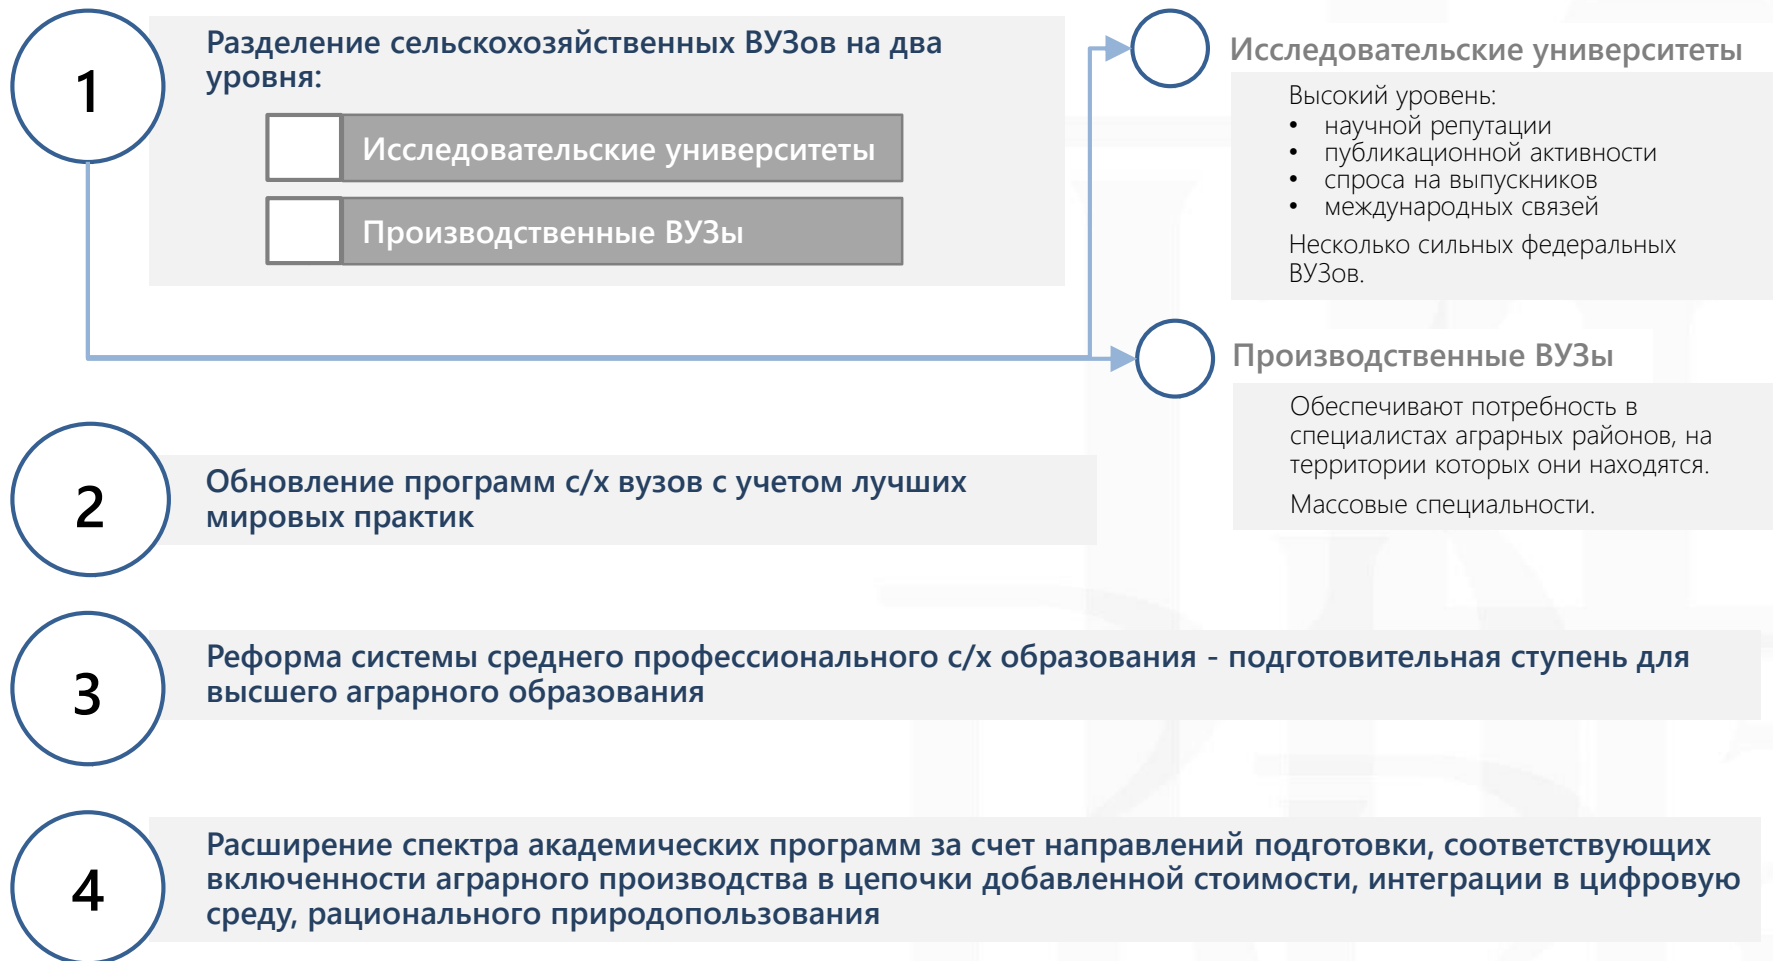 1
Разделение сельскохозяйственных ВУЗов на два
уровня:
Исследовательские университеты
Производственные ВУЗы
Исследовательские университеты
Высокий уровень:
• научной репутации
• публикационной активности
• спроса на выпускников
• международных связей
Несколько сильных федеральных
ВУЗов.
Производственные ВУЗы
Обеспечивают потребность в
специалистах аграрных районов, на
территории которых они находятся.
Массовые специальности.
2
Обновление программ с/х вузов с учетом лучших
мировых практик
3
Реформа системы среднего профессионального с/х образования - подготовительная ступень для
высшего аграрного образования
4
Расширение спектра академических программ за счет направлений подготовки, соответствующих
включенности аграрного производства в цепочки добавленной стоимости, интеграции в цифровую
среду, рационального природопользования